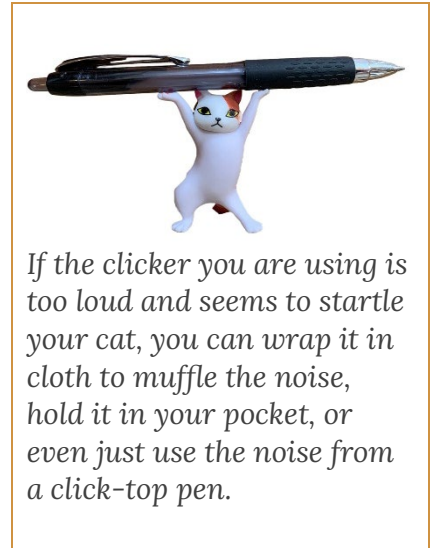 If the clicker you are using is
too loud and seems to startle
your cat, you can wrap it in
cloth to muffle the noise,
hold it in your pocket, or
even just use the noise from
a click-top pen.